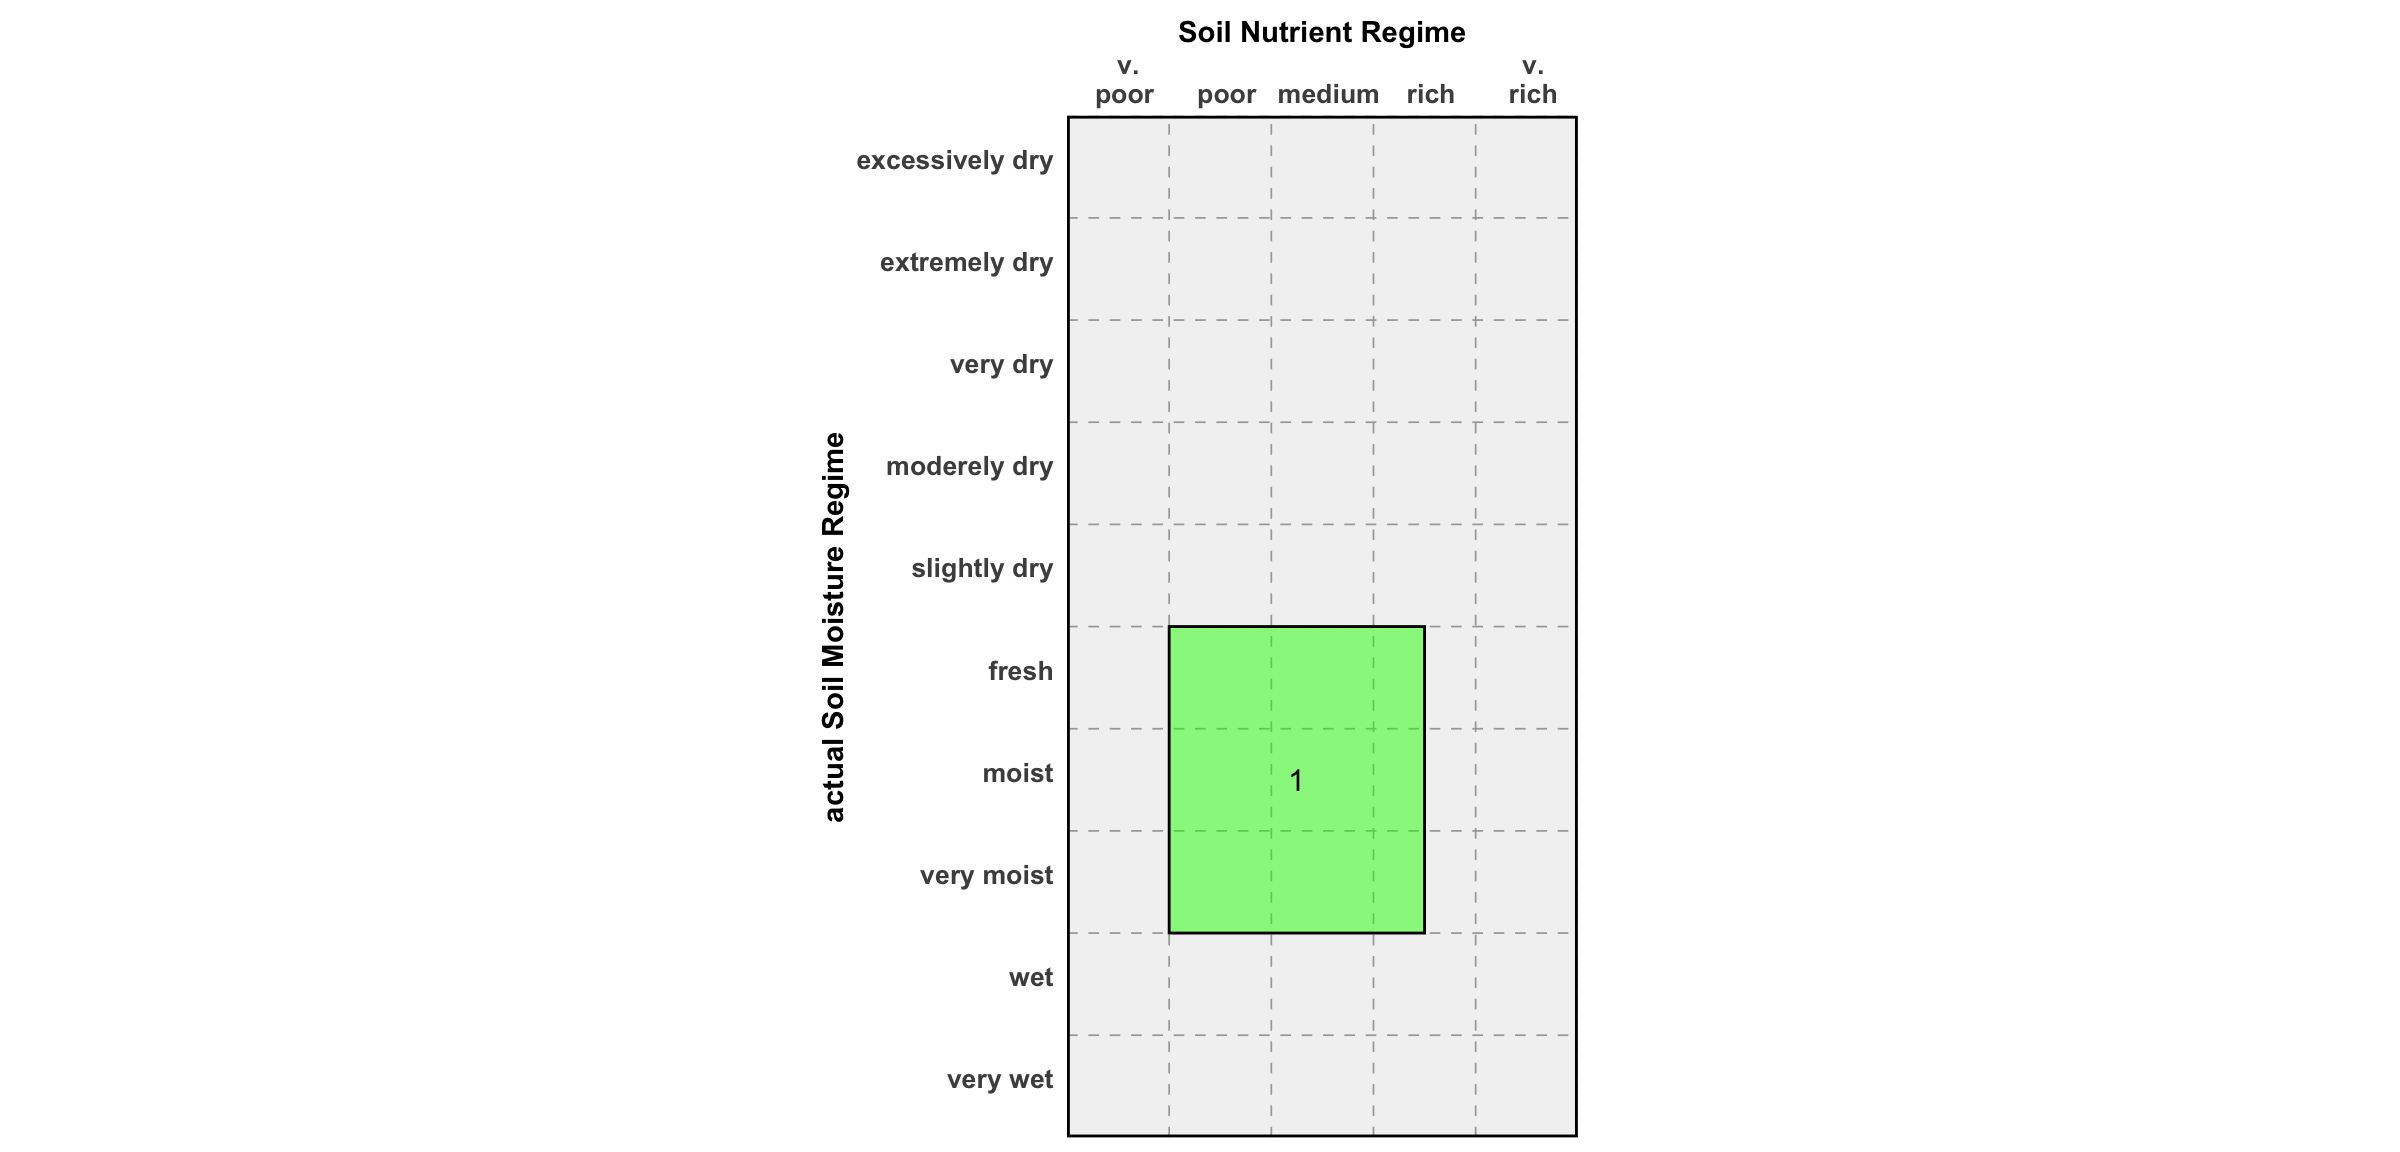 Soil Nutrient Regime
v. poor
poor
medium
rich
v. rich
actual Soil Moisture Regime
excessively dry
extremely dry
very dry
moderely dry
slightly dry
fresh
moist
1
very moist
wet
very wet